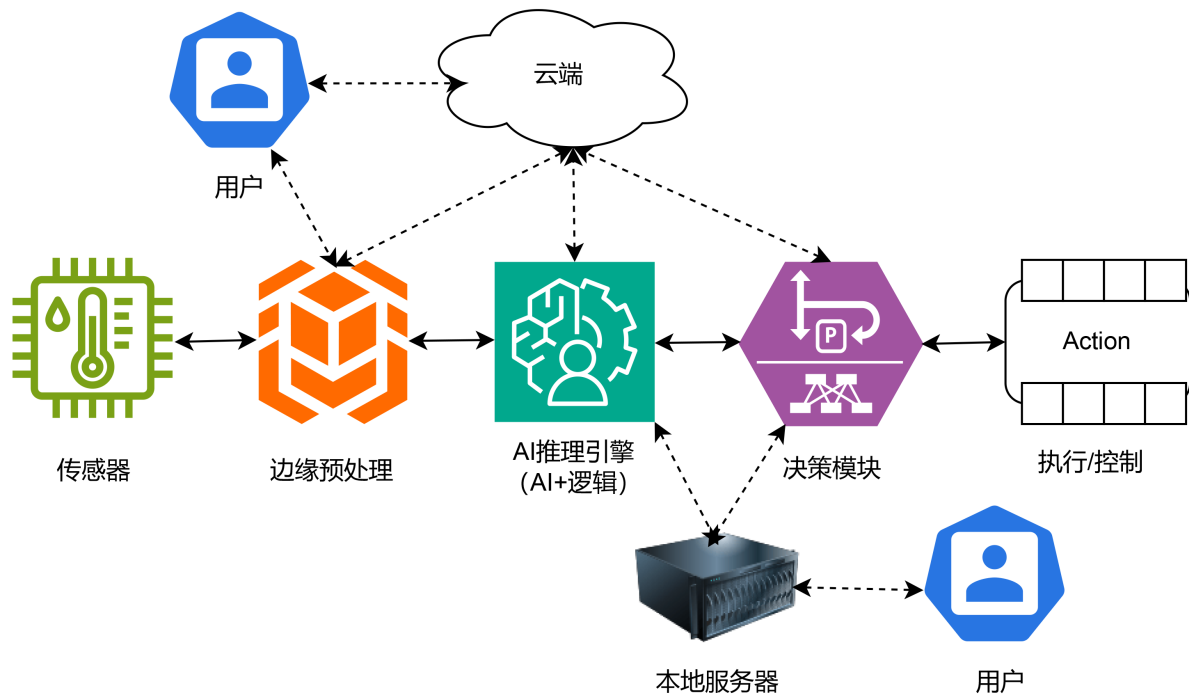 云端
用户
Action
P
传感器
边缘预处理
AI推理引擎
（AI+逻辑）
决策模块
执行/控制
本地服务器
用户